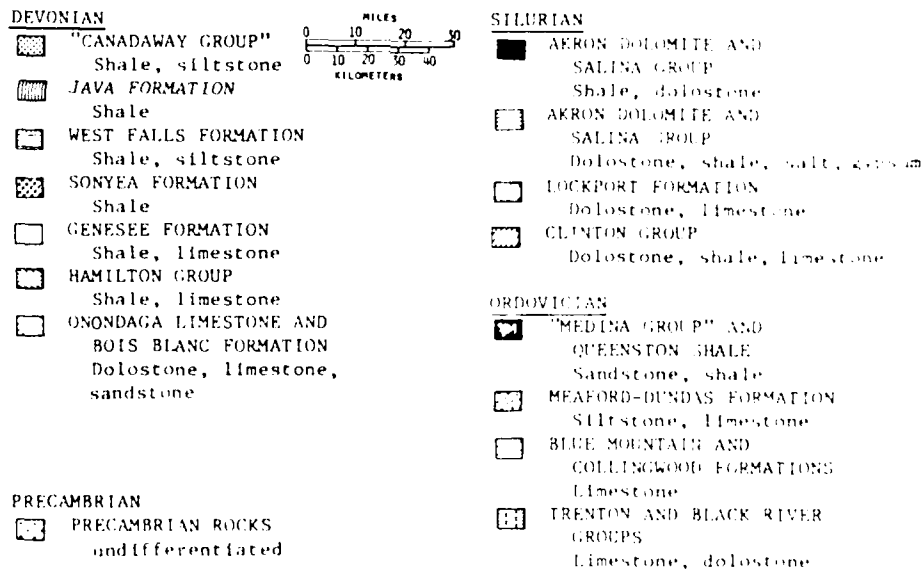 DEVONIAN
"CANADAWAY GROUP"
Shale, siltstone
JAVA FORMATION
Shale
WEST FALLS FORMATION
Shale, siltstone
SONYEA FORMATION
Shale
GENESEE FORMATION
Shale, limestone
HAMILTON GROUP
Shale, limestone
ONONDAGA LIMESTONE AND
BOIS BLANC FORMATION
Dolostone, limestone,
sandstone
PRECAMBRIAN
PRECAMBRIAN ROCKS
undifferentiated
MILES
0 10 20 30
0 10 20 30 40
KILOMETERS
SILURIAN
AKRON DOLOMITE AND
SALINA GROUP
Shale, dolostone
AKRON DOLOMITE AND
SALINA GROUP
Dolostone, shale, salt, gypsum
LOCKPORT FORMATION
Dolostone, limestone
CLINTON GROUP
Dolostone, shale, limestone
ORDOVICIAN
"MEDINA GROUP" AND
QUEENSTON SHALE
Sandstone, shale
MEAFORD-DUNDAS FORMATION
Siltstone, limestone
BLUE MOUNTAIN AND
COLLINGWOOD FORMATIONS
Limestone
TRENTON AND BLACK RIVER
GROUPS
Limestone, dolostone